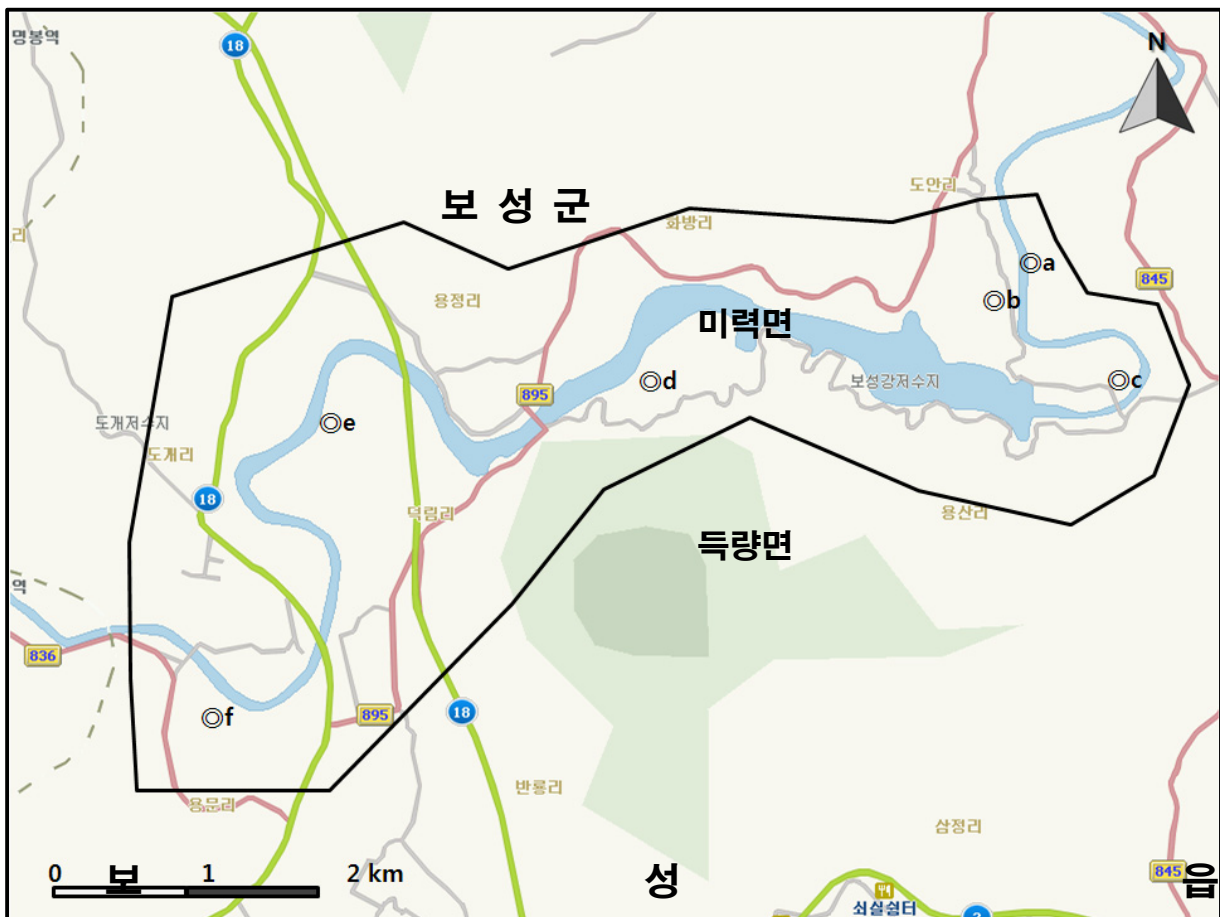 명봉역
18
N
도안리
보 성 군
화방리
리
◎a
845
용정리
◎b
미력면
895
◎d
보성강저수지
◎c
도개저수지
◎e
도개리
18
덕림리
용산리
득량면
역
836
◎f
895
18
용문리
반룡리
삼정리
0 1 2 km
보 성 읍
845
쇠실쉼터
2